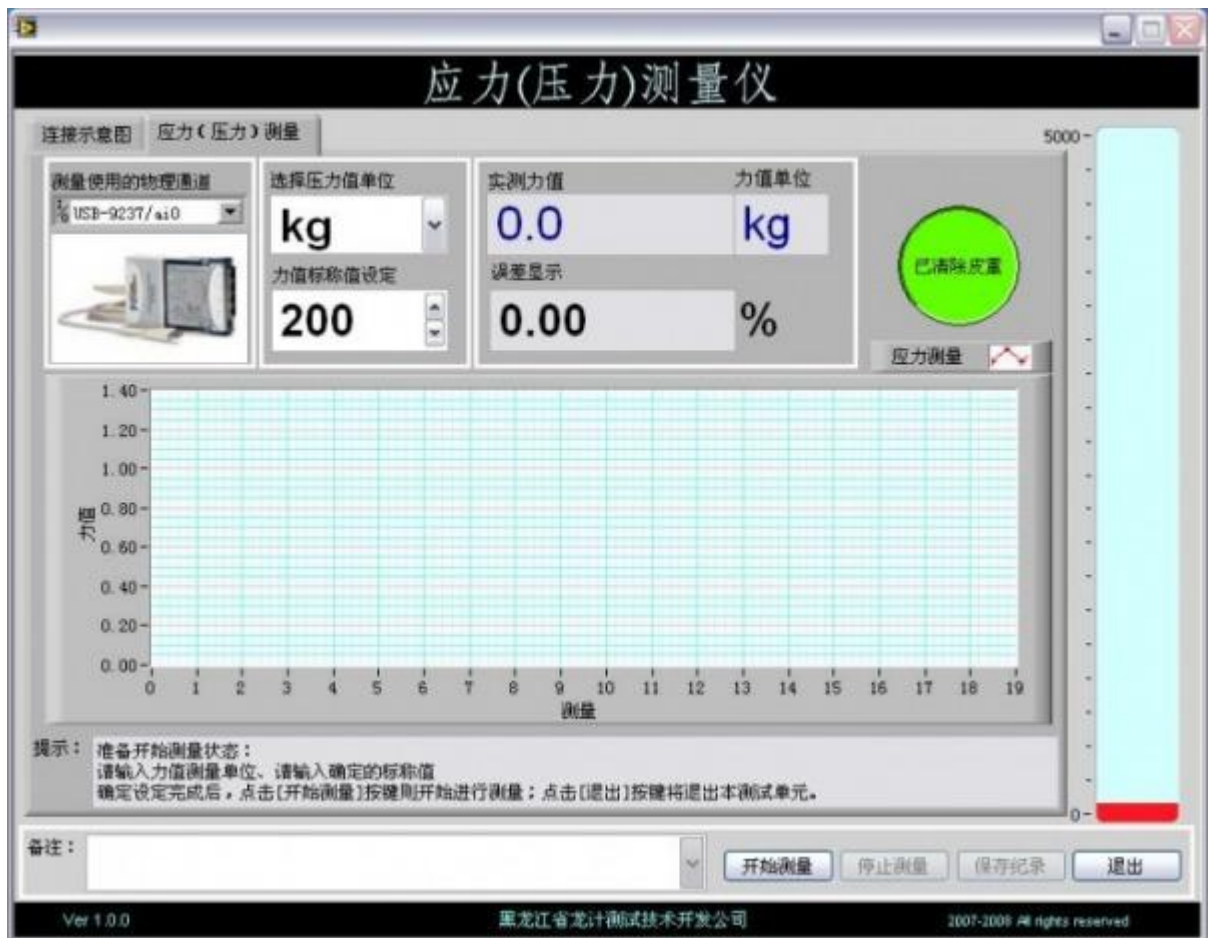 应力(压力)测量仪
连接示意图
应力(压力)测量
测量使用的物理通道
USB-9237/ai0
选择压力值单位
kg
力值标称值设定
200
实测力值
力值单位
0.0
kg
误差显示
0.00
%
已清除皮重
应力测量
5000
0
力值
1.40
1.20
1.00
0.80
0.60
0.40
0.20
0.00
0 1 2 3 4 5 6 7 8 9 10 11 12 13 14 15 16 17 18 19
测量
提示：
准备开始测量状态：
请输入力值测量单位、请输入确定的标称值
确定设定完成后，点击[开始测量]按键则开始进行测量；点击[退出]按键将退出本测试单元。
备注：
开始测量
停止测量
保存纪录
退出
Ver 1.0.0
黑龙江省龙计测试技术开发公司
2007-2008 All rights reserved